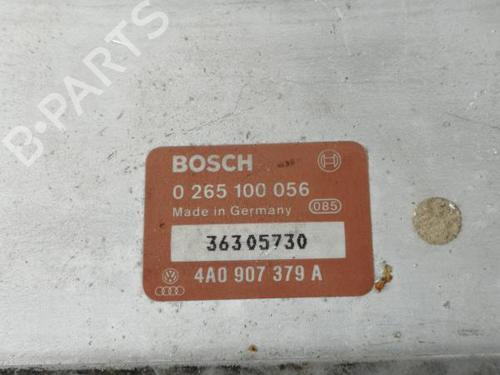 B-PARTS
BOSCH
0 265 100 056
Made in Germany 085
36305730
4A0 907 379 A